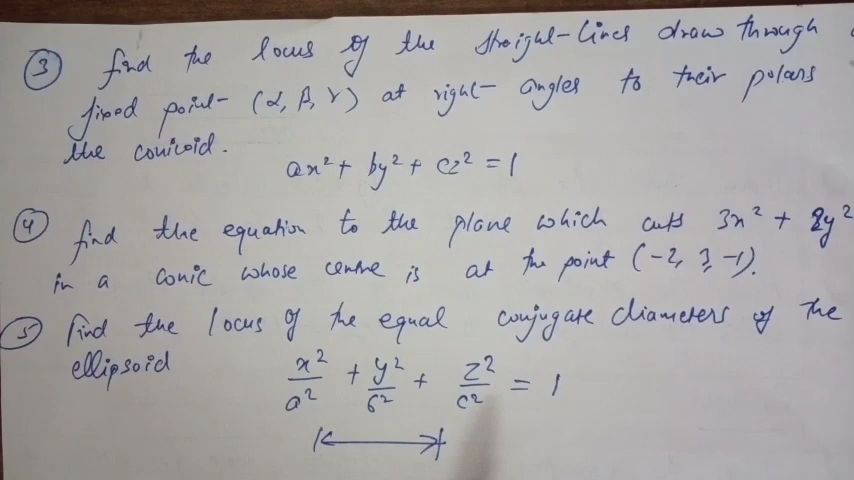 ③ find the locus of the straight-lines draw through
fixed point- (α, β, γ) at right- angles to their polars
the conicoid.
ax² + by² + cz² = 1
④ find the equation to the plane which cuts 3x² + 2y²
in a conic whose centre is at the point (-2, 3, -1).
⑤ Find the locus of the equal conjugate diameters of the
ellipsoid
x²/a² + y²/b² + z²/c² = 1